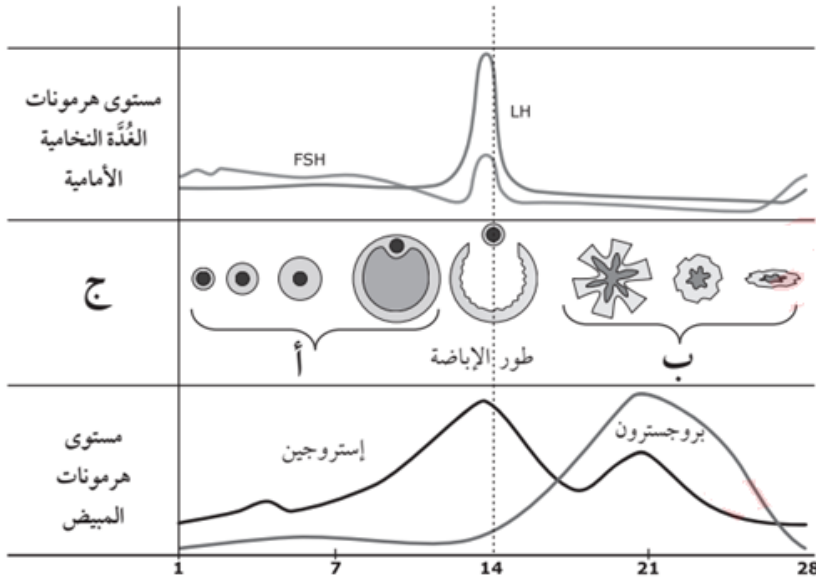 مستوى هرمونات
الغُدَّة النخامية
الأمامية
FSH
LH
ج
أ
طور الإباضة
ب
مستوى
هرمونات
المبيض
إستروجين
بروجسترون
1 7 14 21 28